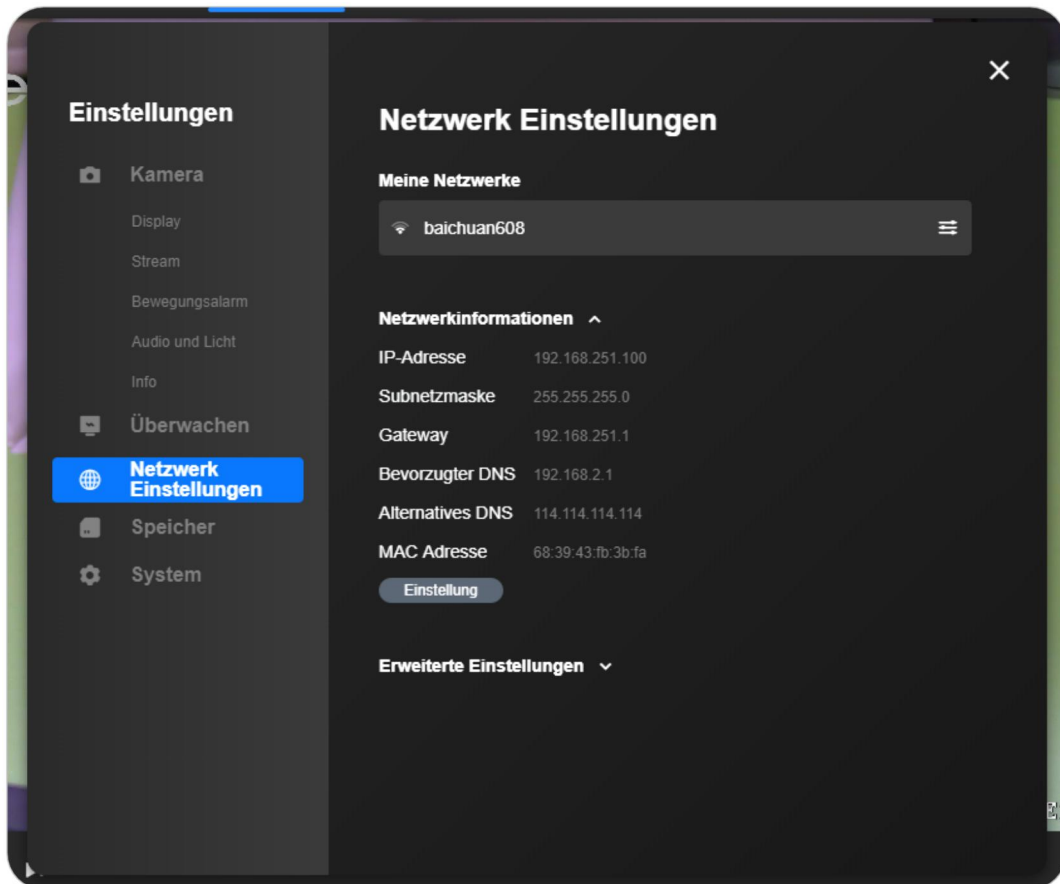 Einstellungen
Kamera
Display
Stream
Bewegungsalarm
Audio und Licht
Info
Überwachen
Netzwerk
Einstellungen
Speicher
System
Netzwerk Einstellungen
Meine Netzwerke
baichuan608
Netzwerkinformationen
IP-Adresse 192.168.251.100
Subnetzmaske 255.255.255.0
Gateway 192.168.251.1
Bevorzugter DNS 192.168.2.1
Alternatives DNS 114.114.114.114
MAC Adresse 68:39:43:fb:3b:fa
Einstellung
Erweiterte Einstellungen